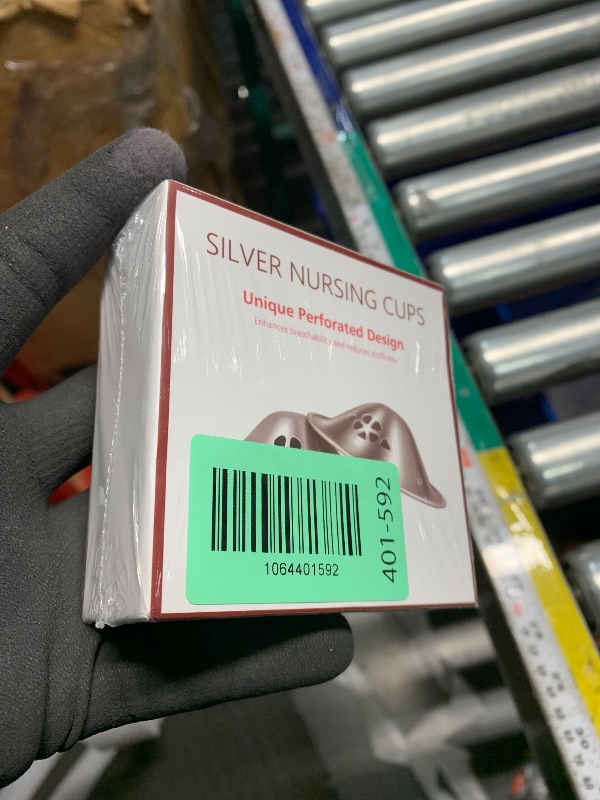 SILVER NURSING CUPS
Unique Perforated Design
Enhances breathability and reduces stuffiness
1064401592
401-592